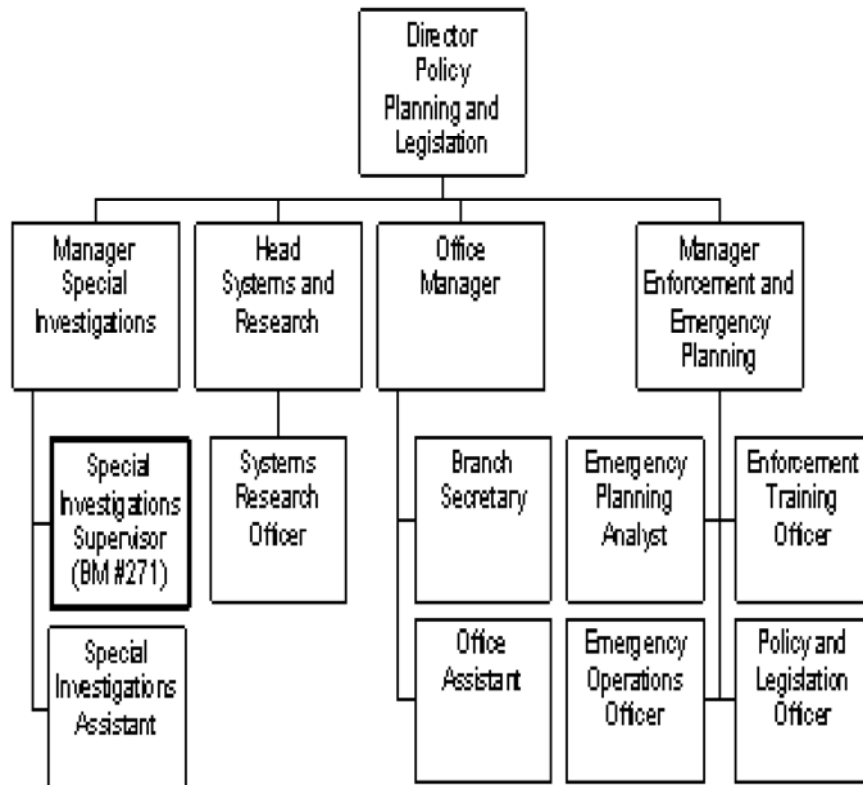 Director
Policy
Planning and
Legislation
Manager
Special
Investigations
Head
Systems and
Research
Office
Manager
Manager
Enforcement and
Emergency
Planning
Special
Investigations
Supervisor
(BM #271)
Systems
Research
Officer
Branch
Secretary
Emergency
Planning
Analyst
Enforcement
Training
Officer
Special
Investigations
Assistant
Office
Assistant
Emergency
Operations
Officer
Policy and
Legislation
Officer